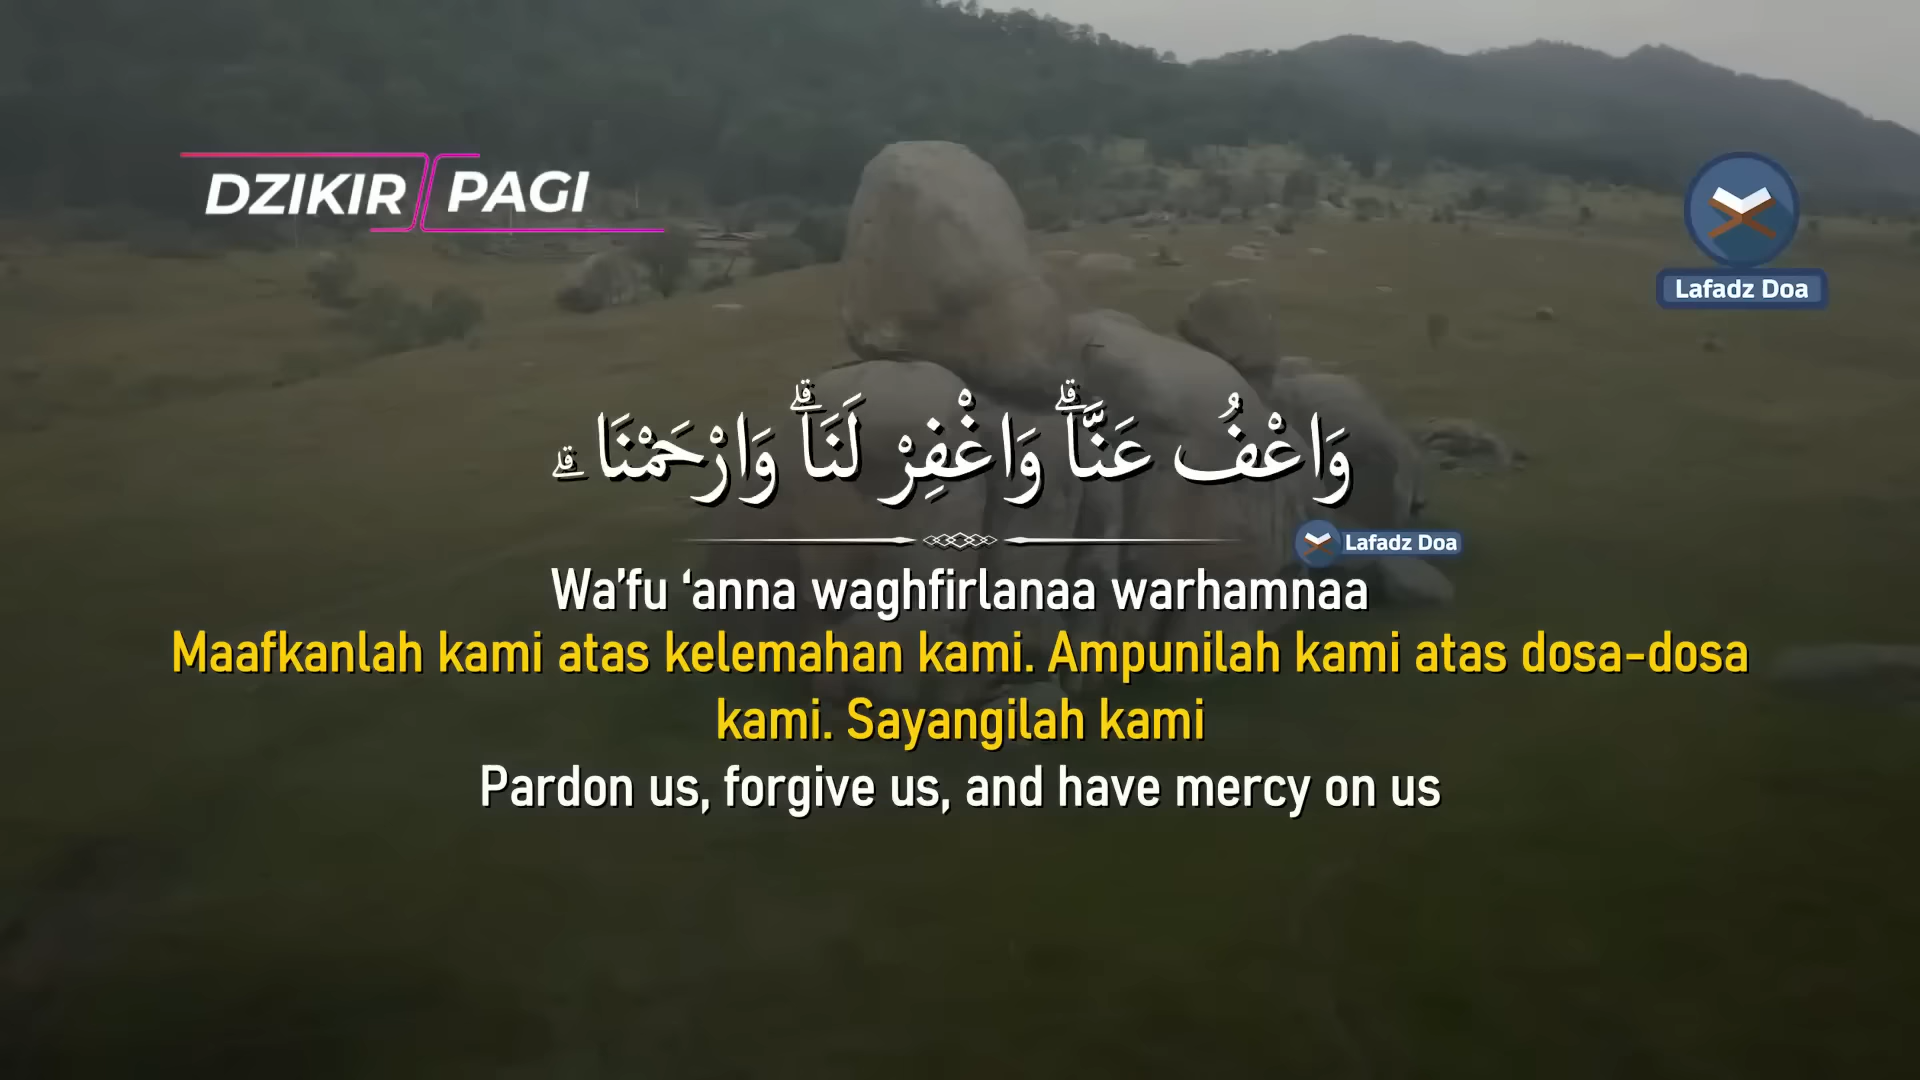 DZIKIR PAGI
Lafadz Doa
وَاعْفُ عَنَّاۗ وَاغْفِرْ لَنَاۗ وَارْحَمْنَا ۗ
Lafadz Doa
Wa’fu ‘anna waghfirlanaa warhamnaa
Maafkanlah kami atas kelemahan kami. Ampunilah kami atas dosa-dosa
kami. Sayangilah kami
Pardon us, forgive us, and have mercy on us